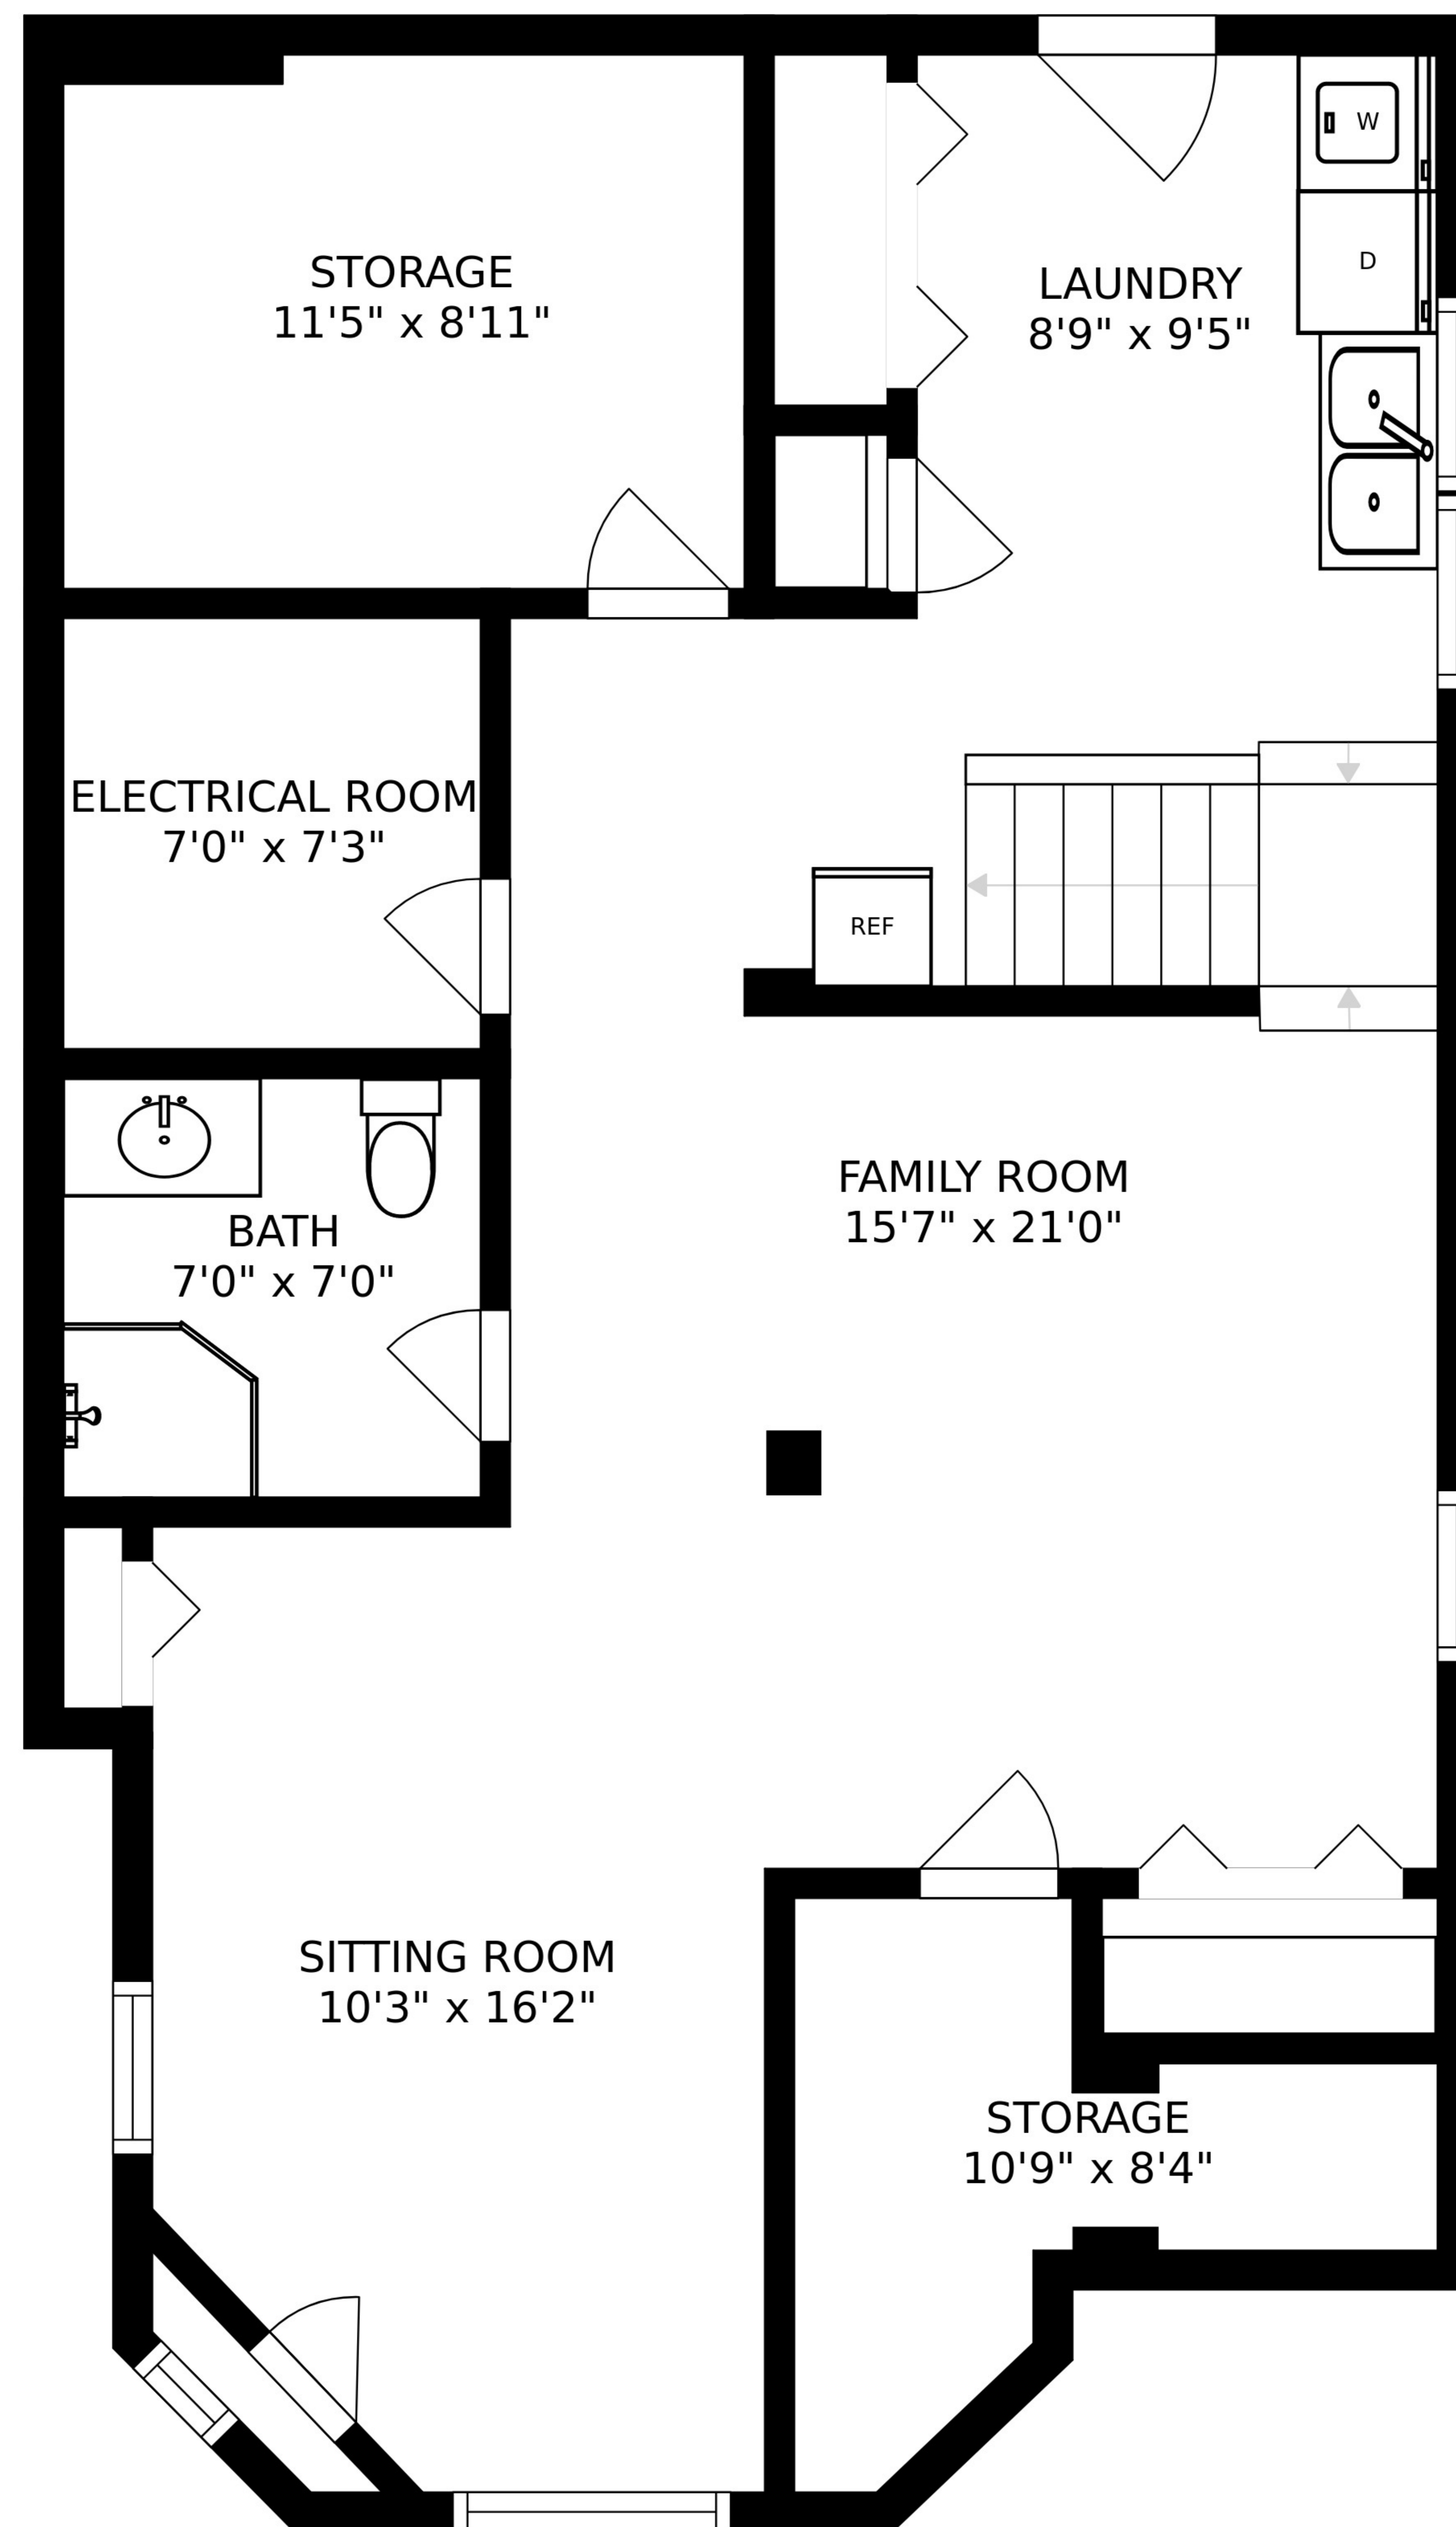 W
D
STORAGE
11'5" x 8'11"
LAUNDRY
8'9" x 9'5"
ELECTRICAL ROOM
7'0" x 7'3"
REF
FAMILY ROOM
15'7" x 21'0"
BATH
7'0" x 7'0"
SITTING ROOM
10'3" x 16'2"
STORAGE
10'9" x 8'4"